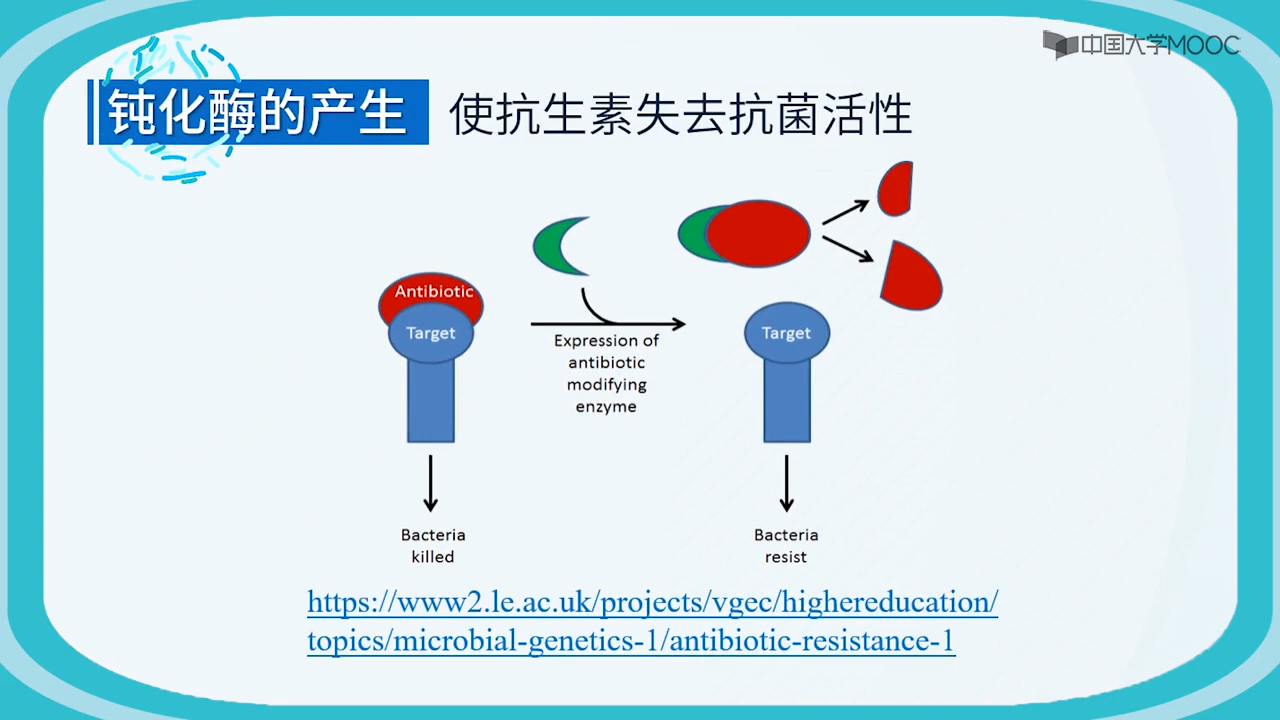 中国大学MOOC
钝化酶的产生 使抗生素失去抗菌活性
Antibiotic
Target
Expression of
antibiotic
modifying
enzyme
Target
Bacteria
killed
Bacteria
resist
https://www2.le.ac.uk/projects/vgec/highereducation/
topics/microbial-genetics-1/antibiotic-resistance-1